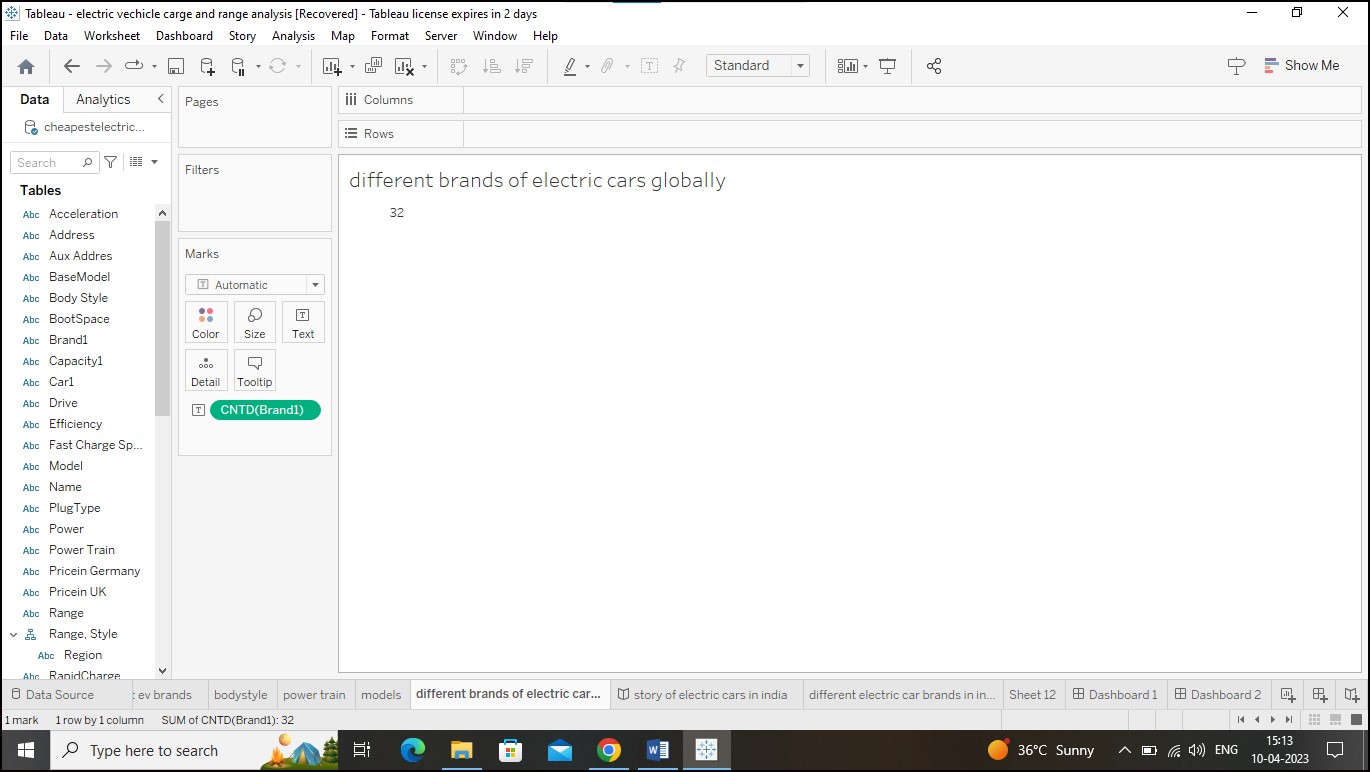 Tableau - electric vechicle carge and range analysis [Recovered] - Tableau license expires in 2 days
File Data Worksheet Dashboard Story Analysis Map Format Server Window Help
Standard
Show Me
Data Analytics
cheapestelectric...
Search
Tables
Abc Acceleration
Abc Address
Abc Aux Addres
Abc BaseModel
Abc Body Style
Abc BootSpace
Abc Brand1
Abc Capacity1
Abc Car1
Abc Drive
Abc Efficiency
Abc Fast Charge Sp...
Abc Model
Abc Name
Abc PlugType
Abc Power
Abc Power Train
Abc Pricein Germany
Abc Pricein UK
Abc Range
Range, Style
Abc Region
Abc RapidCharge
Pages
Filters
Marks
T Automatic
Color Size T Text
Detail Tooltip
T CNTD(Brand1)
Columns
Rows
different brands of electric cars globally
32
Data Source
: ev brands
bodystyle
power train
models
different brands of electric car...
story of electric cars in india
different electric car brands in in...
Sheet 12
Dashboard 1
Dashboard 2
1 mark 1 row by 1 column SUM of CNTD(Brand1): 32
Type here to search
36°C Sunny
ENG
15:13
10-04-2023